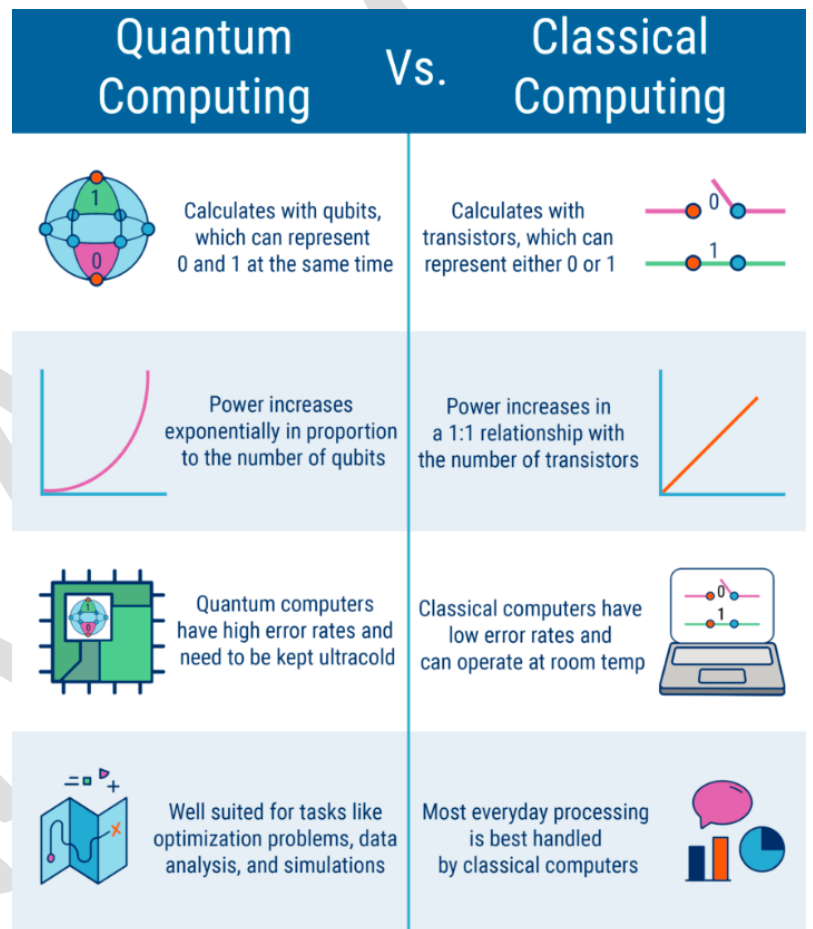 Quantum
Computing
Vs.
Classical
Computing
1
0
Calculates with qubits,
which can represent
0 and 1 at the same time
Calculates with
transistors, which can
represent either 0 or 1
0
1
Power increases
exponentially in proportion
to the number of qubits
Power increases in
a 1:1 relationship with
the number of transistors
1
0
Quantum computers
have high error rates and
need to be kept ultracold
Classical computers have
low error rates and
can operate at room temp
0
1
Well suited for tasks like
optimization problems, data
analysis, and simulations
Most everyday processing
is best handled
by classical computers